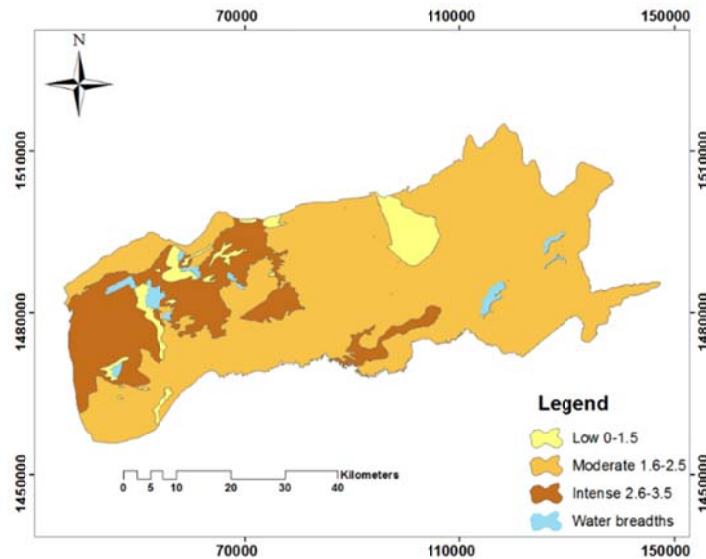 70000 110000 150000
N
1510000 1510000
1480000 1480000
1450000 1450000
Legend
Low 0-1.5
Moderate 1.6-2.5
Intense 2.6-3.5
Water breadths
Kilometers
0 5 10 20 30 40
70000 110000 150000